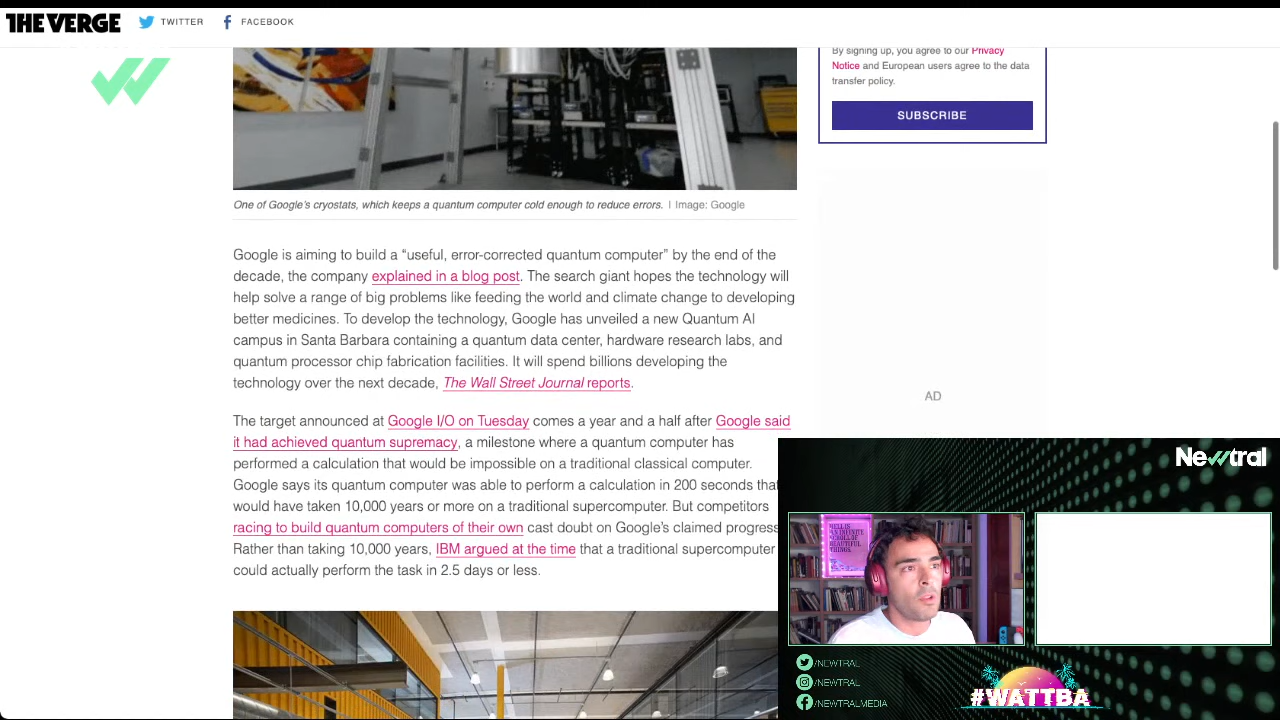 THE VERGE
TWITTER
FACEBOOK
By signing up, you agree to our Privacy
Notice and European users agree to the data
transfer policy.
SUBSCRIBE
One of Google's cryostats, which keeps a quantum computer cold enough to reduce errors. | Image: Google
Google is aiming to build a “useful, error-corrected quantum computer” by the end of the
decade, the company explained in a blog post. The search giant hopes the technology will
help solve a range of big problems like feeding the world and climate change to developing
better medicines. To develop the technology, Google has unveiled a new Quantum AI
campus in Santa Barbara containing a quantum data center, hardware research labs, and
quantum processor chip fabrication facilities. It will spend billions developing the
technology over the next decade, The Wall Street Journal reports.
AD
The target announced at Google I/O on Tuesday comes a year and a half after Google said
it had achieved quantum supremacy, a milestone where a quantum computer has
performed a calculation that would be impossible on a traditional classical computer.
Google says its quantum computer was able to perform a calculation in 200 seconds that
would have taken 10,000 years or more on a traditional supercomputer. But competitors
racing to build quantum computers of their own cast doubt on Google's claimed progress
Rather than taking 10,000 years, IBM argued at the time that a traditional supercomputer
could actually perform the task in 2.5 days or less.
Newtral
HELL IS
AN INFINITE
SCROLL OF
BEAUTIFUL
THINGS.
/NEWTRAL
/NEWTRAL
/NEWTRALMEDIA
#WATTBA